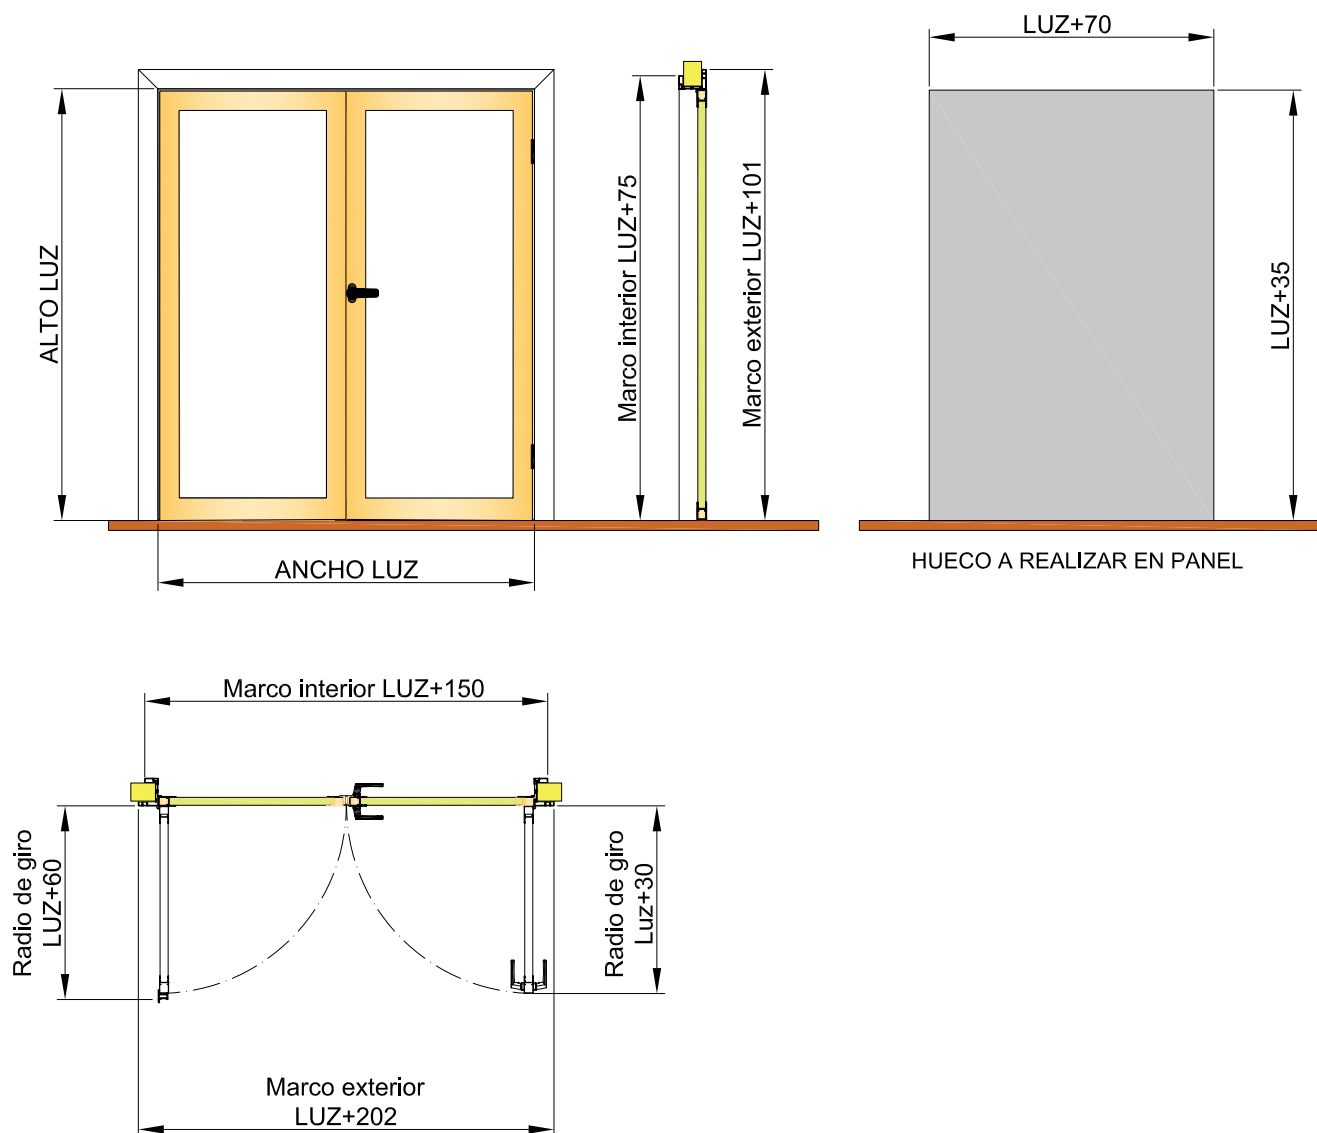 LUZ+70
ALTO LUZ
Marco interior LUZ+75
Marco exterior LUZ+101
LUZ+35
ANCHO LUZ
HUECO A REALIZAR EN PANEL
Marco interior LUZ+150
Radio de giro
LUZ+60
Radio de giro
Luz+30
Marco exterior
LUZ+202